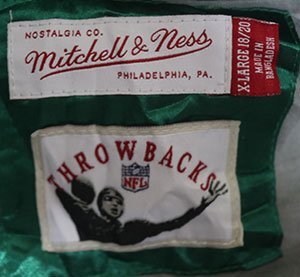 NOSTALGIA CO.
Mitchell & Ness
PHILADELPHIA, PA.
X-LARGE 18/20
MADE IN
BANGLADESH
THROWBACKS
NFL